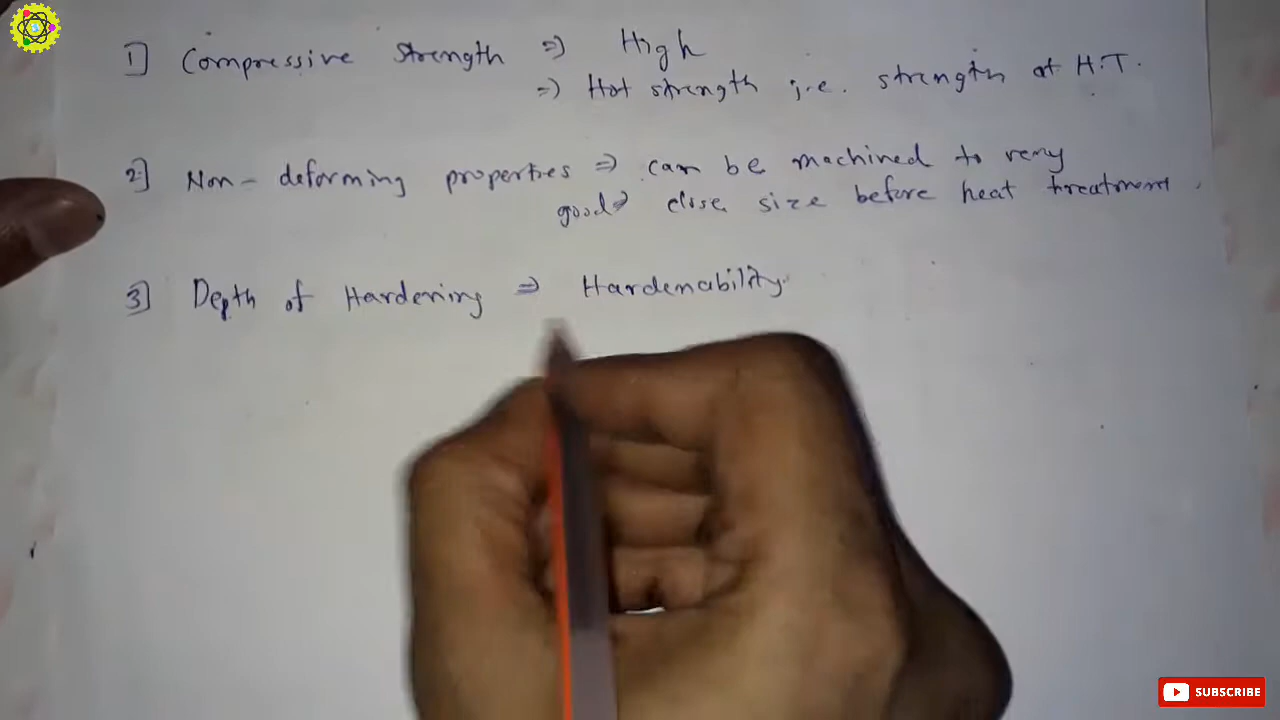 1] Compressive strength => High
=> Hot strength i.e. strength at H.T.
2] Non-deforming properties => can be machined to very
good close size before heat treatment.
3] Depth of Hardening => Hardenability.
SUBSCRIBE